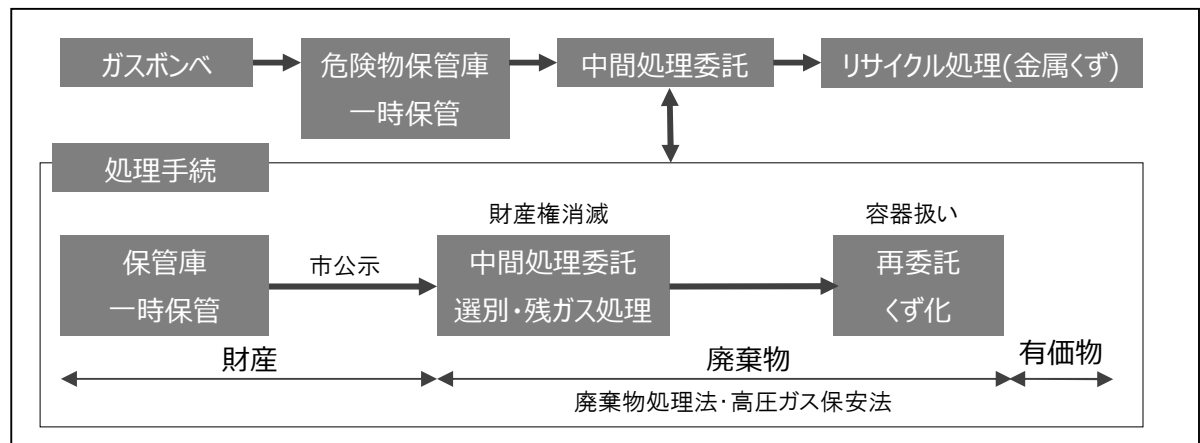 ガスボンベ
危険物保管庫
一時保管
中間処理委託
リサイクル処理(金属くず)
処理手続
財産権消滅
容器扱い
保管庫
一時保管
市公示
中間処理委託
選別・残ガス処理
再委託
くず化
財産
廃棄物
有価物
廃棄物処理法・高圧ガス保安法